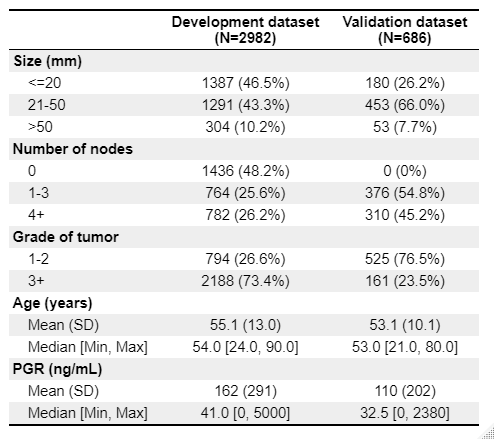 Development dataset Validation dataset
(N=2982) (N=686)
Size (mm)
<=20 1387 (46.5%) 180 (26.2%)
21-50 1291 (43.3%) 453 (66.0%)
>50 304 (10.2%) 53 (7.7%)
Number of nodes
0 1436 (48.2%) 0 (0%)
1-3 764 (25.6%) 376 (54.8%)
4+ 782 (26.2%) 310 (45.2%)
Grade of tumor
1-2 794 (26.6%) 525 (76.5%)
3+ 2188 (73.4%) 161 (23.5%)
Age (years)
Mean (SD) 55.1 (13.0) 53.1 (10.1)
Median [Min, Max] 54.0 [24.0, 90.0] 53.0 [21.0, 80.0]
PGR (ng/mL)
Mean (SD) 162 (291) 110 (202)
Median [Min, Max] 41.0 [0, 5000] 32.5 [0, 2380]